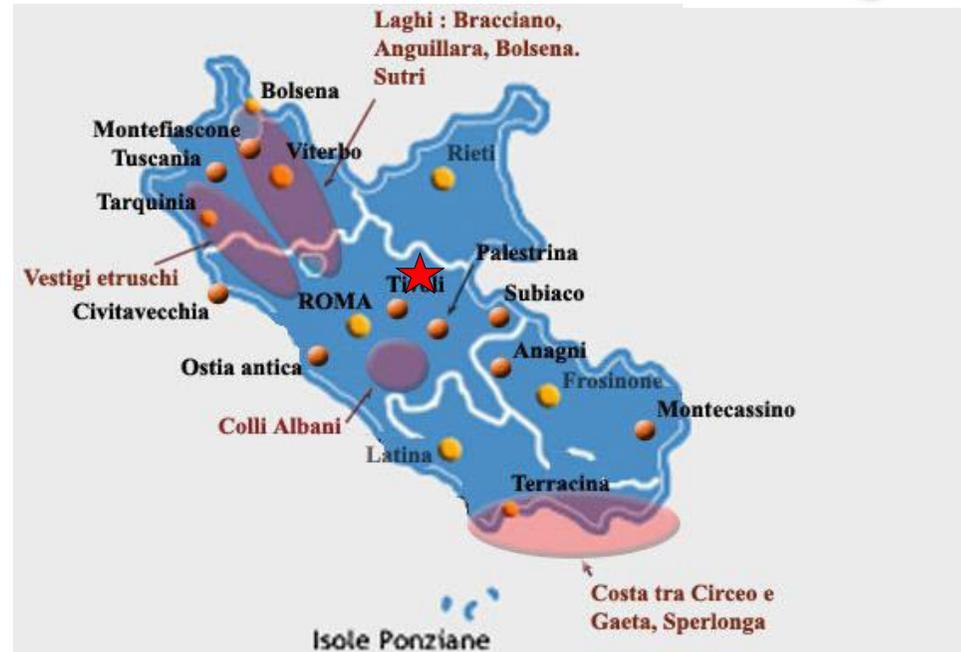 Laghi : Bracciano,
Anguillara, Bolsena.
Sutri
Bolsena
Montefiascone
Viterbo
Tuscania
Rieti
Tarquinia
Palestrina
Vestigi etruschi
Tivoli
Subiaco
ROMA
Civitavecchia
Anagni
Ostia antica
Frosinone
Montecassino
Colli Albani
Latina
Terracina
Costa tra Circeo e
Gaeta, Sperlonga
Isole Ponziane